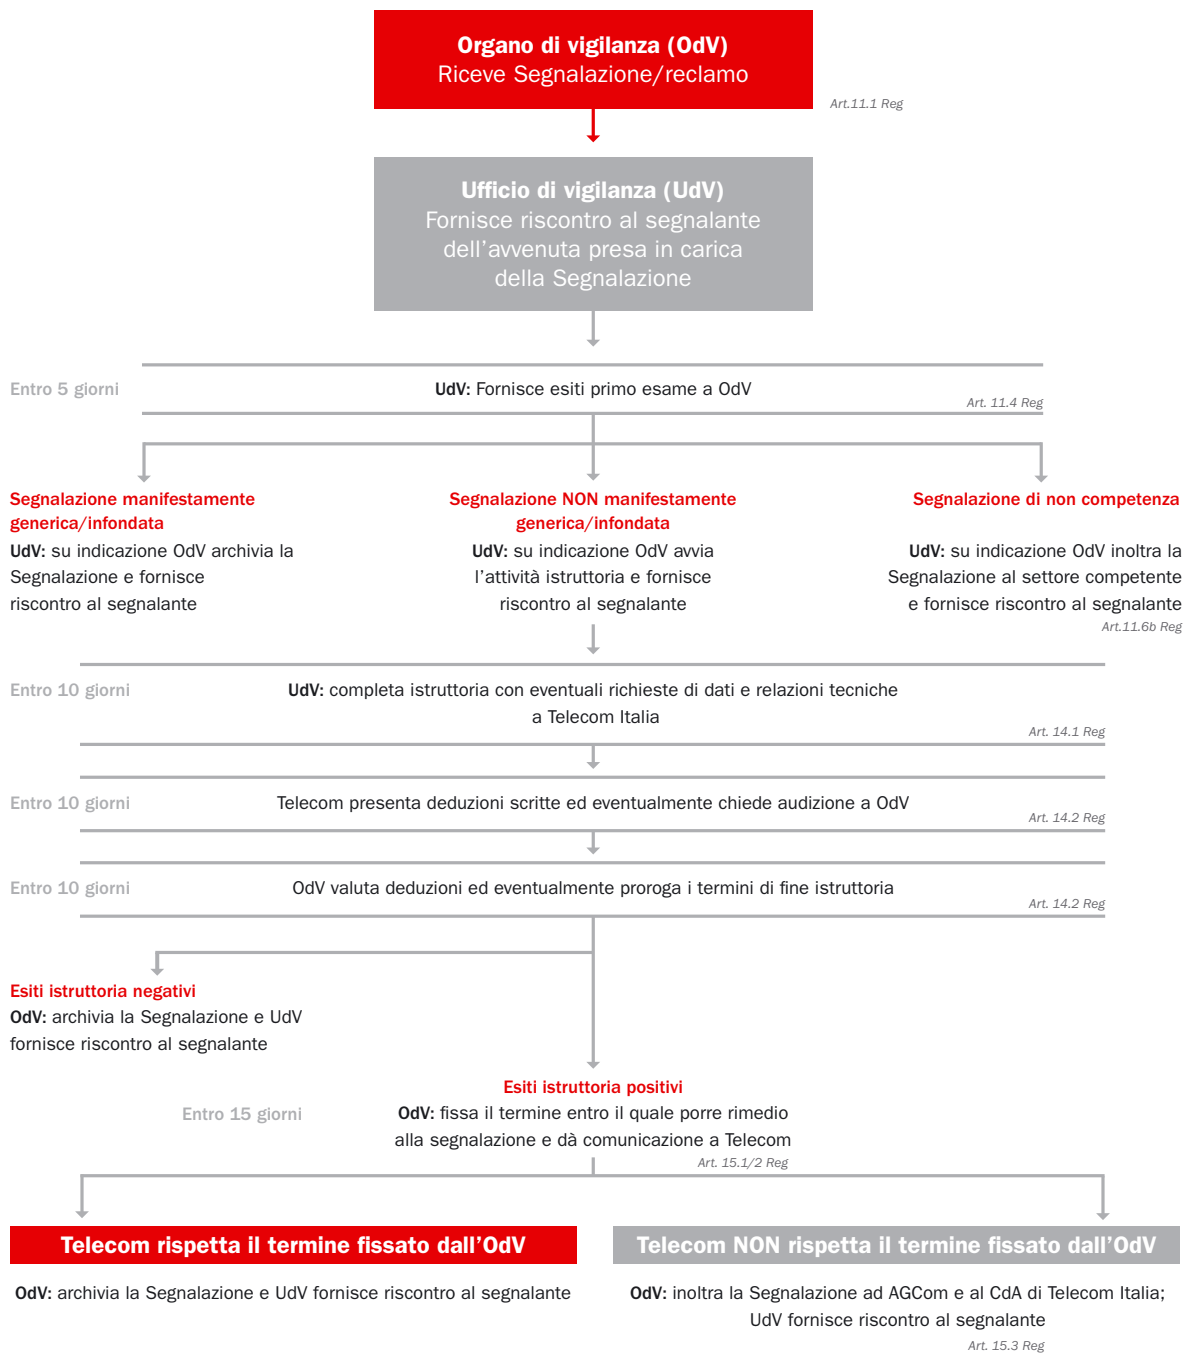 Organo di vigilanza (OdV)
Riceve Segnalazione/reclamo
Art.11.1 Reg
Ufficio di vigilanza (UdV)
Fornisce riscontro al segnalante
dell'avvenuta presa in carica
della Segnalazione
Entro 5 giorni
UdV: Fornisce esiti primo esame a OdV
Art. 11.4 Reg
Segnalazione manifestamente
generica/infondata
UdV: su indicazione OdV archivia la
Segnalazione e fornisce
riscontro al segnalante
Segnalazione NON manifestamente
generica/infondata
UdV: su indicazione OdV avvia
l'attività istruttoria e fornisce
riscontro al segnalante
Segnalazione di non competenza
UdV: su indicazione OdV inoltra la
Segnalazione al settore competente
e fornisce riscontro al segnalante
Art.11.6b Reg
Entro 10 giorni
UdV: completa istruttoria con eventuali richieste di dati e relazioni tecniche
a Telecom Italia
Art. 14.1 Reg
Entro 10 giorni
Telecom presenta deduzioni scritte ed eventualmente chiede audizione a OdV
Art. 14.2 Reg
Entro 10 giorni
OdV valuta deduzioni ed eventualmente proroga i termini di fine istruttoria
Art. 14.2 Reg
Esiti istruttoria negativi
OdV: archivia la Segnalazione e UdV
fornisce riscontro al segnalante
Esiti istruttoria positivi
Entro 15 giorni
OdV: fissa il termine entro il quale porre rimedio
alla segnalazione e dà comunicazione a Telecom
Art. 15.1/2 Reg
Telecom rispetta il termine fissato dall'OdV
OdV: archivia la Segnalazione e UdV fornisce riscontro al segnalante
Telecom NON rispetta il termine fissato dall'OdV
OdV: inoltra la Segnalazione ad AGCom e al CdA di Telecom Italia;
UdV fornisce riscontro al segnalante
Art. 15.3 Reg